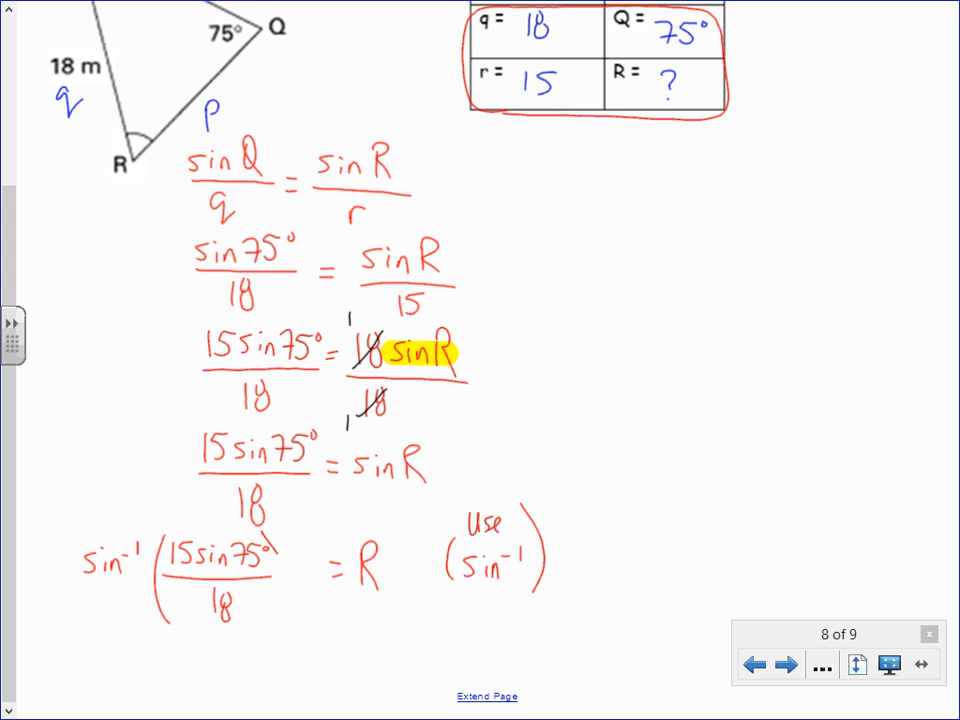 75° Q
18 m
q
p
R
q = 18 Q = 75°
r = 15 R = ?
sin Q / q = sin R / r
sin 75° / 18 = sin R / 15
15 sin 75° / 18 = 18 sin R / 18
1
1
15 sin 75° / 18 = sin R
sin⁻¹ ( 15 sin 75° / 18 = R
use
(sin⁻¹)
8 of 9
x
...
Extend Page